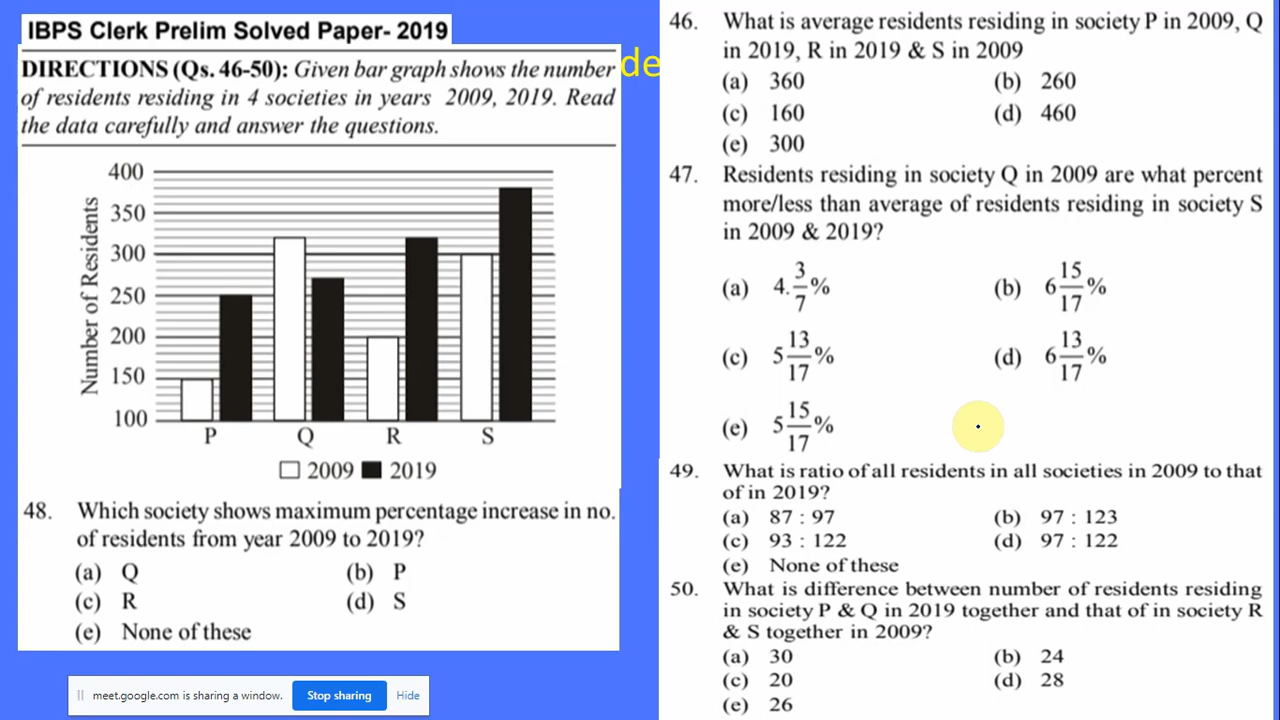 IBPS Clerk Prelim Solved Paper- 2019
de
DIRECTIONS (Qs. 46-50): Given bar graph shows the number
of residents residing in 4 societies in years 2009, 2019. Read
the data carefully and answer the questions.
Number of Residents
400
350
300
250
200
150
100
P Q R S
2009 2019
48. Which society shows maximum percentage increase in no.
of residents from year 2009 to 2019?
(a) Q (b) P
(c) R (d) S
(e) None of these
meet.google.com is sharing a window. Stop sharing Hide
46. What is average residents residing in society P in 2009, Q
in 2019, R in 2019 & S in 2009
(a) 360 (b) 260
(c) 160 (d) 460
(e) 300
47. Residents residing in society Q in 2009 are what percent
more/less than average of residents residing in society S
in 2009 & 2019?
(a) 4.3/7% (b) 6 15/17%
(c) 5 13/17% (d) 6 13/17%
(e) 5 15/17%
49. What is ratio of all residents in all societies in 2009 to that
of in 2019?
(a) 87 : 97 (b) 97 : 123
(c) 93 : 122 (d) 97 : 122
(e) None of these
50. What is difference between number of residents residing
in society P & Q in 2019 together and that of in society R
& S together in 2009?
(a) 30 (b) 24
(c) 20 (d) 28
(e) 26